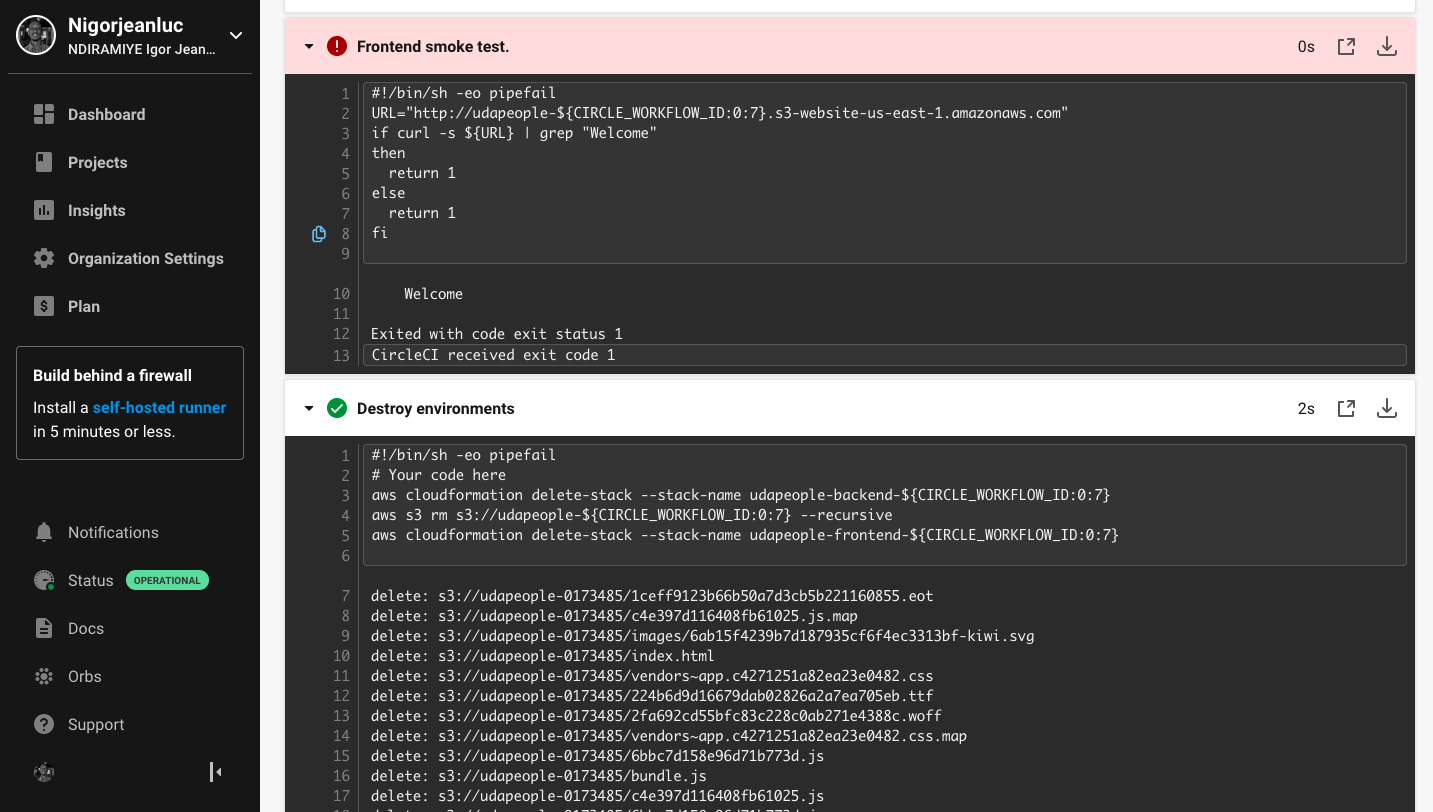 Nigorjeanluc
NDIRAMIYE Igor Jean...
Dashboard
Projects
Insights
Organization Settings
Plan
Build behind a firewall
Install a self-hosted runner
in 5 minutes or less.
Notifications
Status OPERATIONAL
Docs
Orbs
Support
Frontend smoke test. 0s
1 #!/bin/sh -eo pipefail
2 URL="http://udapeople-${CIRCLE_WORKFLOW_ID:0:7}.s3-website-us-east-1.amazonaws.com"
3 if curl -s ${URL} | grep "Welcome"
4 then
5 return 1
6 else
7 return 1
8 fi
9
10 Welcome
11
12 Exited with code exit status 1
13 CircleCI received exit code 1
Destroy environments 2s
1 #!/bin/sh -eo pipefail
2 # Your code here
3 aws cloudformation delete-stack --stack-name udapeople-backend-${CIRCLE_WORKFLOW_ID:0:7}
4 aws s3 rm s3://udapeople-${CIRCLE_WORKFLOW_ID:0:7} --recursive
5 aws cloudformation delete-stack --stack-name udapeople-frontend-${CIRCLE_WORKFLOW_ID:0:7}
6
7 delete: s3://udapeople-0173485/1ceff9123b66b50a7d3cb5b221160855.eot
8 delete: s3://udapeople-0173485/c4e397d116408fb61025.js.map
9 delete: s3://udapeople-0173485/images/6ab15f4239b7d187935cf6f4ec3313bf-kiwi.svg
10 delete: s3://udapeople-0173485/index.html
11 delete: s3://udapeople-0173485/vendors~app.c4271251a82ea23e0482.css
12 delete: s3://udapeople-0173485/224b6d9d16679dab02826a2a7ea705eb.ttf
13 delete: s3://udapeople-0173485/2fa692cd55bfc83c228c0ab271e4388c.woff
14 delete: s3://udapeople-0173485/vendors~app.c4271251a82ea23e0482.css.map
15 delete: s3://udapeople-0173485/6bbc7d158e96d71b773d.js
16 delete: s3://udapeople-0173485/bundle.js
17 delete: s3://udapeople-0173485/c4e397d116408fb61025.js